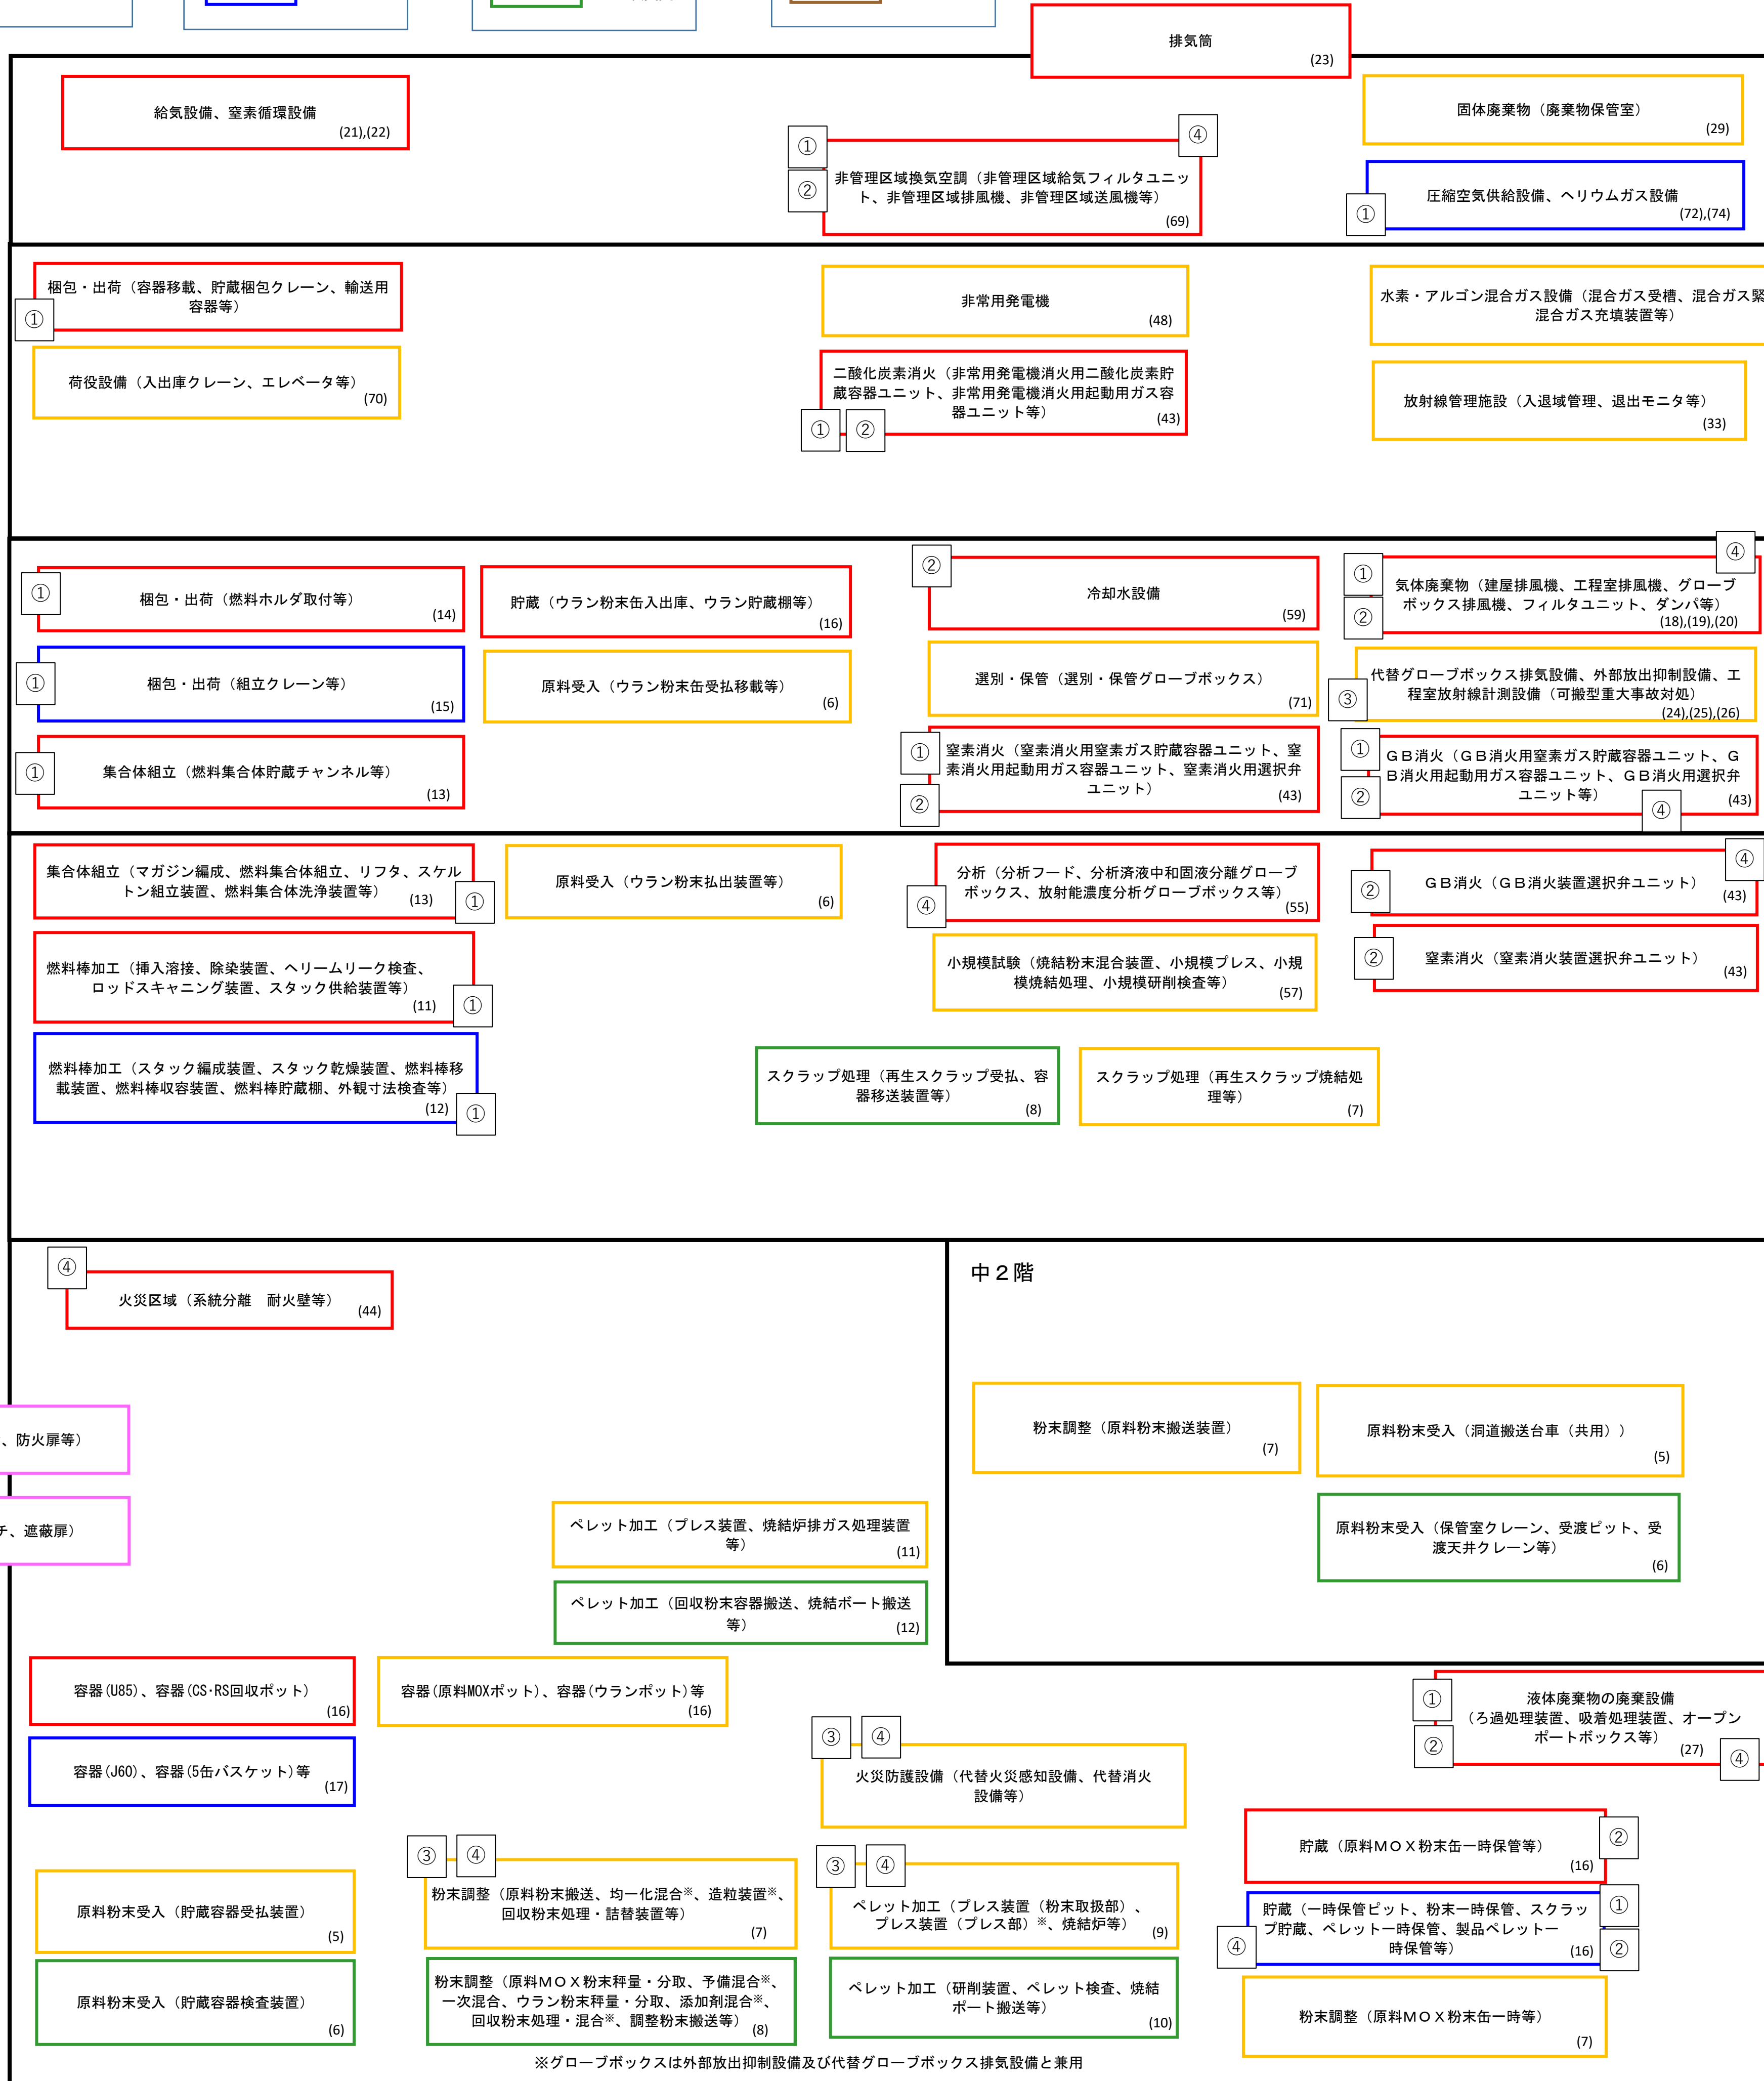 排気筒
(23)
給気設備、窒素循環設備
(21),(22)
固体廃棄物（廃棄物保管室）
(29)
①
④
②
非管理区域換気空調（非管理区域給気フィルタユニッ
ト、非管理区域排風機、非管理区域送風機等）
(69)
①
圧縮空気供給設備、ヘリウムガス設備
(72),(74)
梱包・出荷（容器移載、貯蔵梱包クレーン、輸送用
容器等）
①
非常用発電機
(48)
水素・アルゴン混合ガス設備（混合ガス受槽、混合ガス緊
混合ガス充填装置等）
荷役設備（入出庫クレーン、エレベータ等）
(70)
二酸化炭素消火（非常用発電機消火用二酸化炭素貯
蔵容器ユニット、非常用発電機消火用起動用ガス容
器ユニット等）
(43)
①
②
放射線管理施設（入退域管理、退出モニタ等）
(33)
①
梱包・出荷（燃料ホルダ取付等）
(14)
貯蔵（ウラン粉末缶入出庫、ウラン貯蔵棚等）
(16)
②
冷却水設備
(59)
①
④
②
気体廃棄物（建屋排風機、工程室排風機、グローブ
ボックス排風機、フィルタユニット、ダンパ等）
(18),(19),(20)
①
梱包・出荷（組立クレーン等）
(15)
原料受入（ウラン粉末缶受払移載等）
(6)
選別・保管（選別・保管グローブボックス）
(71)
③
代替グローブボックス排気設備、外部放出抑制設備、工
程室放射線計測設備（可搬型重大事故対処）
(24),(25),(26)
①
集合体組立（燃料集合体貯蔵チャンネル等）
(13)
①
②
窒素消火（窒素消火用窒素ガス貯蔵容器ユニット、窒
素消火用起動用ガス容器ユニット、窒素消火用選択弁
ユニット）
(43)
①
②
ＧＢ消火（ＧＢ消火用窒素ガス貯蔵容器ユニット、Ｇ
Ｂ消火用起動用ガス容器ユニット、ＧＢ消火用選択弁
ユニット等）
(43)
④
集合体組立（マガジン編成、燃料集合体組立、リフタ、スケル
トン組立装置、燃料集合体洗浄装置等）
(13)
①
原料受入（ウラン粉末払出装置等）
(6)
④
分析（分析フード、分析済液中和固液分離グローブ
ボックス、放射能濃度分析グローブボックス等）
(55)
④
②
ＧＢ消火（ＧＢ消火装置選択弁ユニット）
(43)
燃料棒加工（挿入溶接、除染装置、ヘリームリーク検査、
ロッドスキャニング装置、スタック供給装置等）
(11)
①
小規模試験（焼結粉末混合装置、小規模プレス、小規
模焼結処理、小規模研削検査等）
(57)
②
窒素消火（窒素消火装置選択弁ユニット）
(43)
燃料棒加工（スタック編成装置、スタック乾燥装置、燃料棒移
載装置、燃料棒収容装置、燃料棒貯蔵棚、外観寸法検査等）
(12)
①
スクラップ処理（再生スクラップ受払、容
器移送装置等）
(8)
スクラップ処理（再生スクラップ焼結処
理等）
(7)
④
火災区域（系統分離　耐火壁等）
(44)
中２階
、防火扉等）
チ、遮蔽扉）
粉末調整（原料粉末搬送装置）
(7)
原料粉末受入（洞道搬送台車（共用））
(5)
原料粉末受入（保管室クレーン、受渡ピット、受
渡天井クレーン等）
(6)
ペレット加工（プレス装置、焼結炉排ガス処理装置
等）
(11)
ペレット加工（回収粉末容器搬送、焼結ボート搬送
等）
(12)
容器(U85)、容器(CS･RS回収ポット)
(16)
容器(原料MOXポット)、容器(ウランポット)等
(16)
①
②
液体廃棄物の廃棄設備
（ろ過処理装置、吸着処理装置、オープン
ポートボックス等）
(27)
④
容器(J60)、容器(5缶バスケット)等
(17)
③
④
火災防護設備（代替火災感知設備、代替消火
設備等）
貯蔵（原料ＭＯＸ粉末缶一時保管等）
(16)
②
原料粉末受入（貯蔵容器受払装置）
(5)
③
④
粉末調整（原料粉末搬送、均一化混合※、造粒装置※、
回収粉末処理・詰替装置等）
(7)
③
④
ペレット加工（プレス装置（粉末取扱部）、
プレス装置（プレス部）※、焼結炉等）
(9)
④
貯蔵（一時保管ピット、粉末一時保管、スクラッ
プ貯蔵、ペレット一時保管、製品ペレット一
時保管等）
(16)
①
②
原料粉末受入（貯蔵容器検査装置）
(6)
粉末調整（原料ＭＯＸ粉末秤量・分取、予備混合※、
一次混合、ウラン粉末秤量・分取、添加剤混合※、
回収粉末処理・混合※、調整粉末搬送等）
(8)
ペレット加工（研削装置、ペレット検査、焼結
ボート搬送等）
(10)
粉末調整（原料ＭＯＸ粉末缶一時等）
(7)
※グローブボックスは外部放出抑制設備及び代替グローブボックス排気設備と兼用